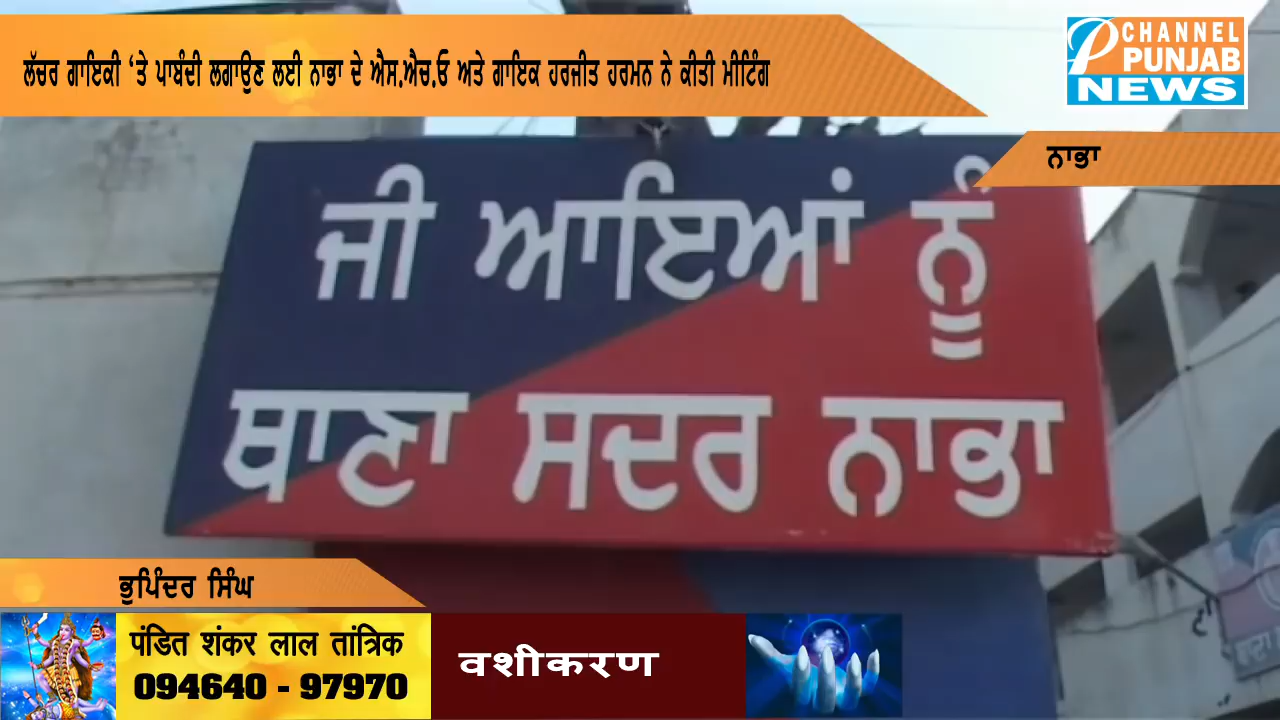 ਲੱਚਰ ਗਾਇਕੀ ‘ਤੇ ਪਾਬੰਦੀ ਲਗਾਉਣ ਲਈ ਨਾਭਾ ਦੇ ਐਸ.ਐਚ.ਓ ਅਤੇ ਗਾਇਕ ਹਰਜੀਤ ਹਰਮਨ ਨੇ ਕੀਤੀ ਮੀਟਿੰਗ
CHANNEL
PUNJAB
NEWS
ਨਾਭਾ
ਜੀ ਆਇਆਂ ਨੂੰ
ਥਾਣਾ ਸਦਰ ਨਾਭਾ
ਭੁਪਿੰਦਰ ਸਿੰਘ
पंडित शंकर लाल तांत्रिक
094640 - 97970
वशीकरण